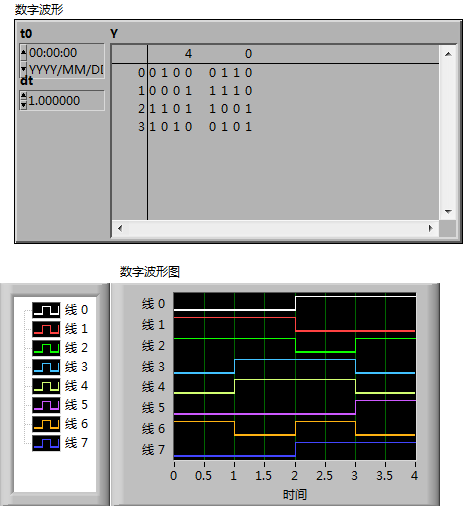 数字波形
t0 Y
00:00:00 4 0
YYYY/MM/DD
0 0 1 0 0 0 1 1 0
dt
1 0 0 0 1 1 1 1 0
1.000000
2 1 1 0 1 1 0 0 1
3 1 0 1 0 0 1 0 1
数字波形图
线 0
线 1
线 2
线 3
线 4
线 5
线 6
线 7
线 0
线 1
线 2
线 3
线 4
线 5
线 6
线 7
0 0.5 1 1.5 2 2.5 3 3.5 4
时间